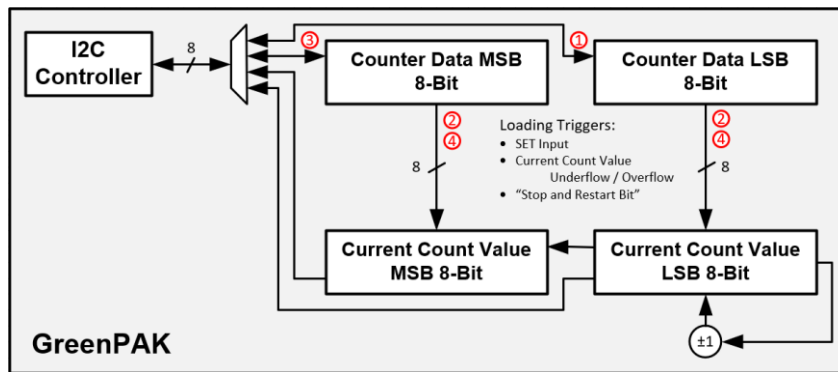 I2C
Controller
8
③
Counter Data MSB
8-Bit
①
Counter Data LSB
8-Bit
②
④
8
Loading Triggers:
• SET Input
• Current Count Value
Underflow / Overflow
• “Stop and Restart Bit”
②
④
8
Current Count Value
MSB 8-Bit
Current Count Value
LSB 8-Bit
±1
GreenPAK